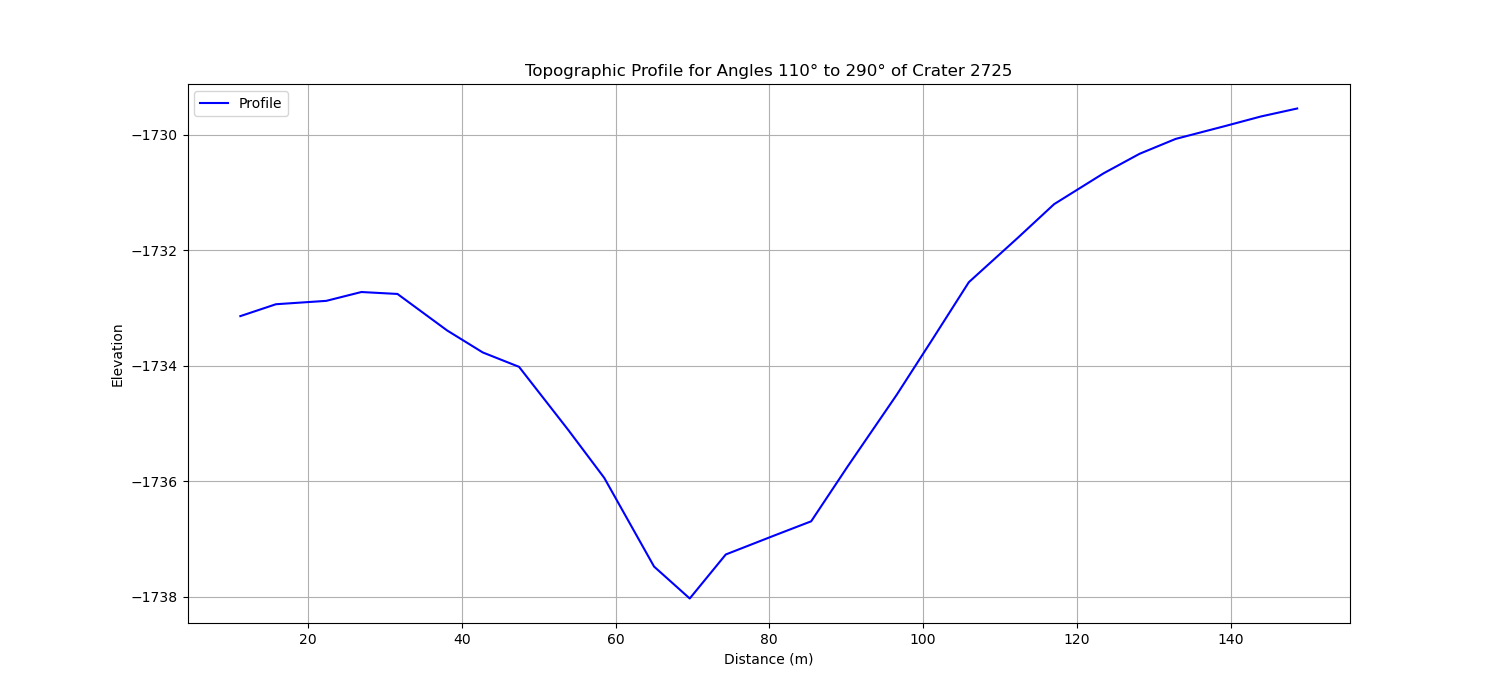 Topographic Profile for Angles 110° to 290° of Crater 2725
Profile
Elevation
−1730
−1732
−1734
−1736
−1738
20 40 60 80 100 120 140
Distance (m)